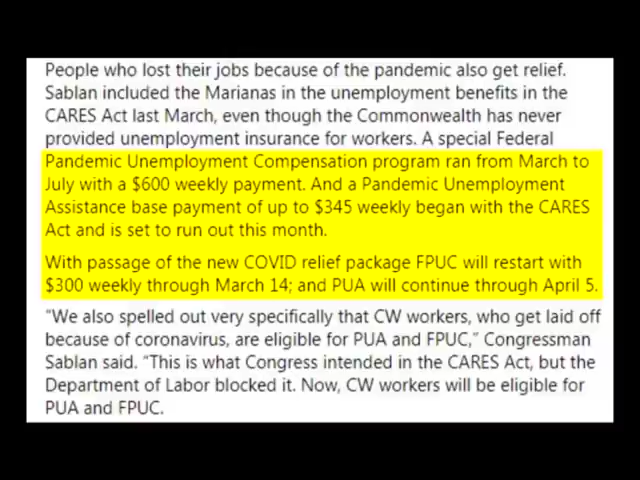 People who lost their jobs because of the pandemic also get relief.
Sablan included the Marianas in the unemployment benefits in the
CARES Act last March, even though the Commonwealth has never
provided unemployment insurance for workers. A special Federal
Pandemic Unemployment Compensation program ran from March to
July with a $600 weekly payment. And a Pandemic Unemployment
Assistance base payment of up to $345 weekly began with the CARES
Act and is set to run out this month.
With passage of the new COVID relief package FPUC will restart with
$300 weekly through March 14; and PUA will continue through April 5.
“We also spelled out very specifically that CW workers, who get laid off
because of coronavirus, are eligible for PUA and FPUC,” Congressman
Sablan said. “This is what Congress intended in the CARES Act, but the
Department of Labor blocked it. Now, CW workers will be eligible for
PUA and FPUC.